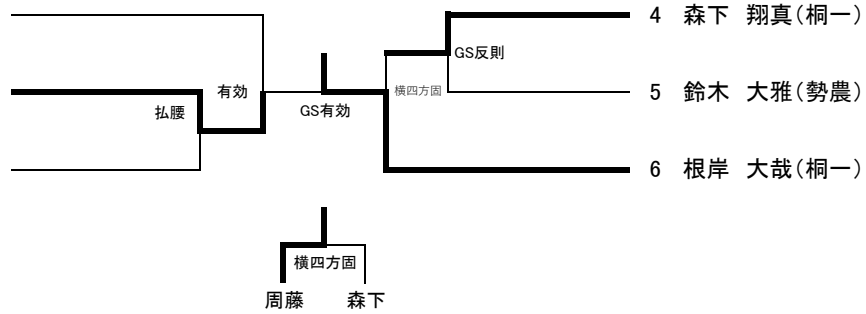 4 森下 翔真(桐一)
GS反則
有効
横四方固
5 鈴木 大雅(勢農)
払腰
GS有効
6 根岸 大哉(桐一)
横四方固
周藤 森下